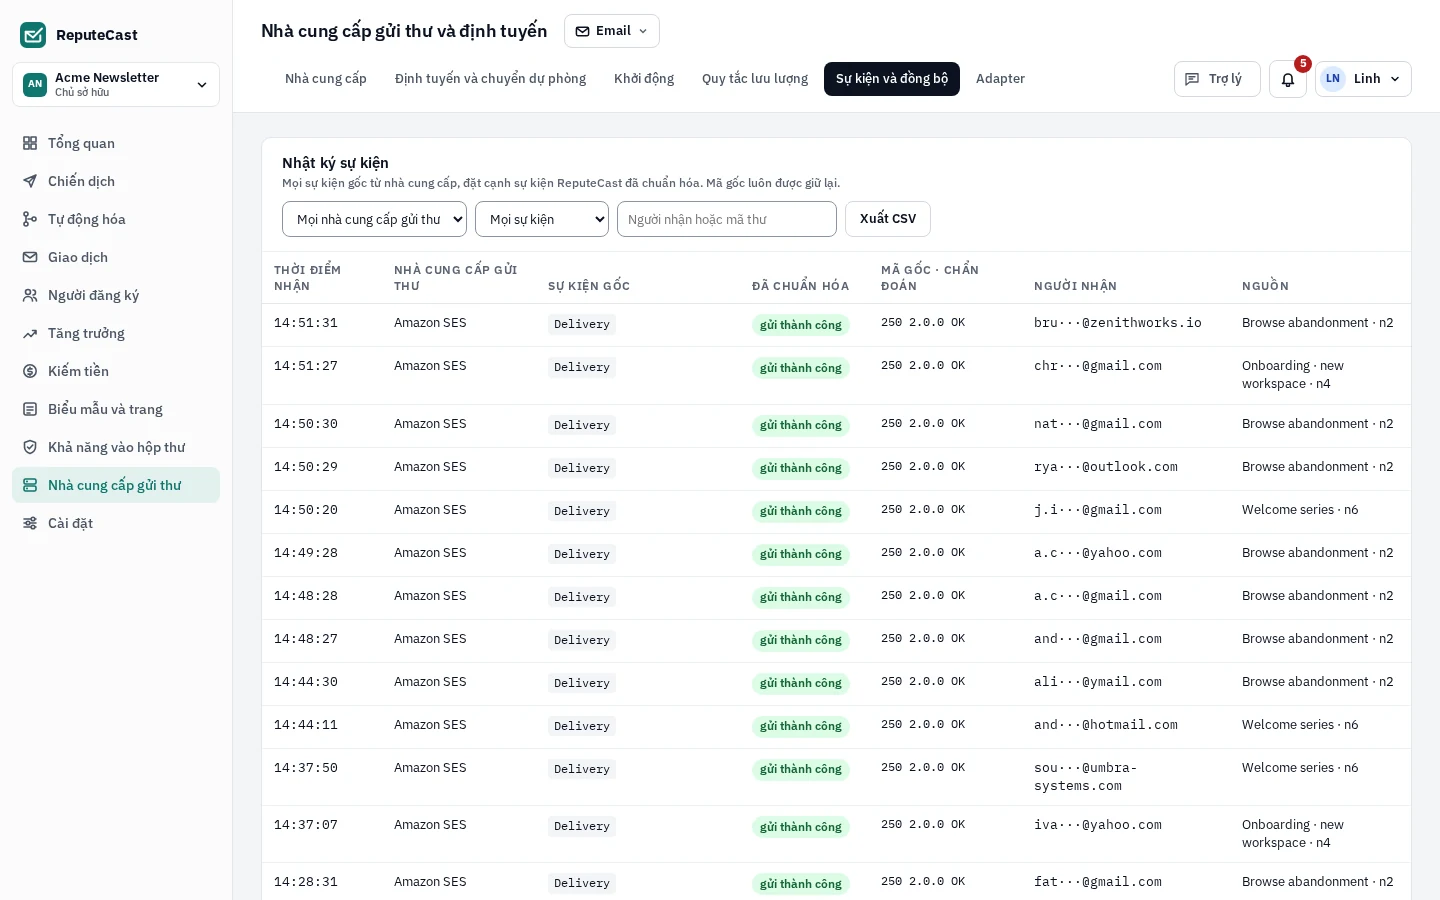 ReputeCast
AN
Acme Newsletter
Chủ sở hữu
Tổng quan
Chiến dịch
Tự động hóa
Giao dịch
Người đăng ký
Tăng trưởng
Kiếm tiền
Biểu mẫu và trang
Khả năng vào hộp thư
Nhà cung cấp gửi thư
Cài đặt
Nhà cung cấp gửi thư và định tuyến
Email
Nhà cung cấp
Định tuyến và chuyển dự phòng
Khởi động
Quy tắc lưu lượng
Sự kiện và đồng bộ
Adapter
Trợ lý
5
LN
Linh
Nhật ký sự kiện
Mọi sự kiện gốc từ nhà cung cấp, đặt cạnh sự kiện ReputeCast đã chuẩn hóa. Mã gốc luôn được giữ lại.
Mọi nhà cung cấp gửi thư
Mọi sự kiện
Người nhận hoặc mã thư
Xuất CSV
THỜI ĐIỂM NHẬN
NHÀ CUNG CẤP GỬI THƯ
SỰ KIỆN GỐC
ĐÃ CHUẨN HÓA
MÃ GỐC · CHẨN ĐOÁN
NGƯỜI NHẬN
NGUỒN
14:51:31 Amazon SES Delivery gửi thành công 250 2.0.0 OK bru···@zenithworks.io Browse abandonment · n2
14:51:27 Amazon SES Delivery gửi thành công 250 2.0.0 OK chr···@gmail.com Onboarding · new
workspace · n4
14:50:30 Amazon SES Delivery gửi thành công 250 2.0.0 OK nat···@gmail.com Browse abandonment · n2
14:50:29 Amazon SES Delivery gửi thành công 250 2.0.0 OK rya···@outlook.com Browse abandonment · n2
14:50:20 Amazon SES Delivery gửi thành công 250 2.0.0 OK j.i···@gmail.com Welcome series · n6
14:49:28 Amazon SES Delivery gửi thành công 250 2.0.0 OK a.c···@yahoo.com Browse abandonment · n2
14:48:28 Amazon SES Delivery gửi thành công 250 2.0.0 OK a.c···@gmail.com Browse abandonment · n2
14:48:27 Amazon SES Delivery gửi thành công 250 2.0.0 OK and···@gmail.com Browse abandonment · n2
14:44:30 Amazon SES Delivery gửi thành công 250 2.0.0 OK ali···@ymail.com Browse abandonment · n2
14:44:11 Amazon SES Delivery gửi thành công 250 2.0.0 OK and···@hotmail.com Welcome series · n6
14:37:50 Amazon SES Delivery gửi thành công 250 2.0.0 OK sou···@umbra- Welcome series · n6
systems.com
14:37:07 Amazon SES Delivery gửi thành công 250 2.0.0 OK iva···@yahoo.com Onboarding · new
workspace · n4
14:28:31 Amazon SES Delivery gửi thành công 250 2.0.0 OK fat···@gmail.com Browse abandonment · n2